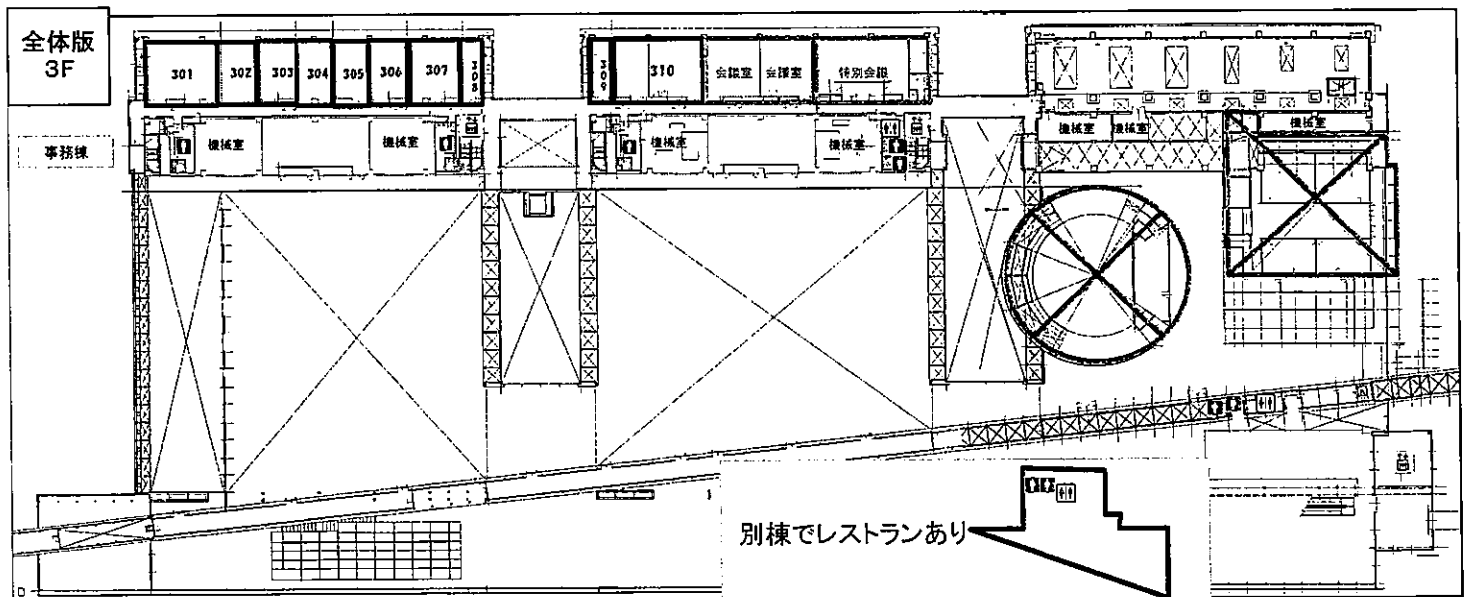 全体版
3F
301
302
303
304
305
306
307
308
309
310
会議室
会議室
特別会議
事務棟
機械室
機械室
機械室
機械室
機械室
機械室
機械室
別棟でレストランあり